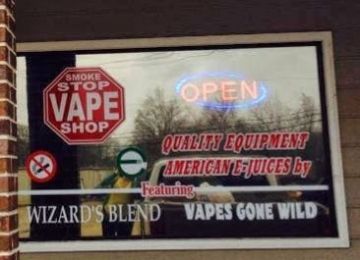 SMOKE
STOP
VAPE
SHOP
OPEN
QUALITY EQUIPMENT
AMERICAN E-JUICES by
Featuring
WIZARD'S BLEND VAPES GONE WILD